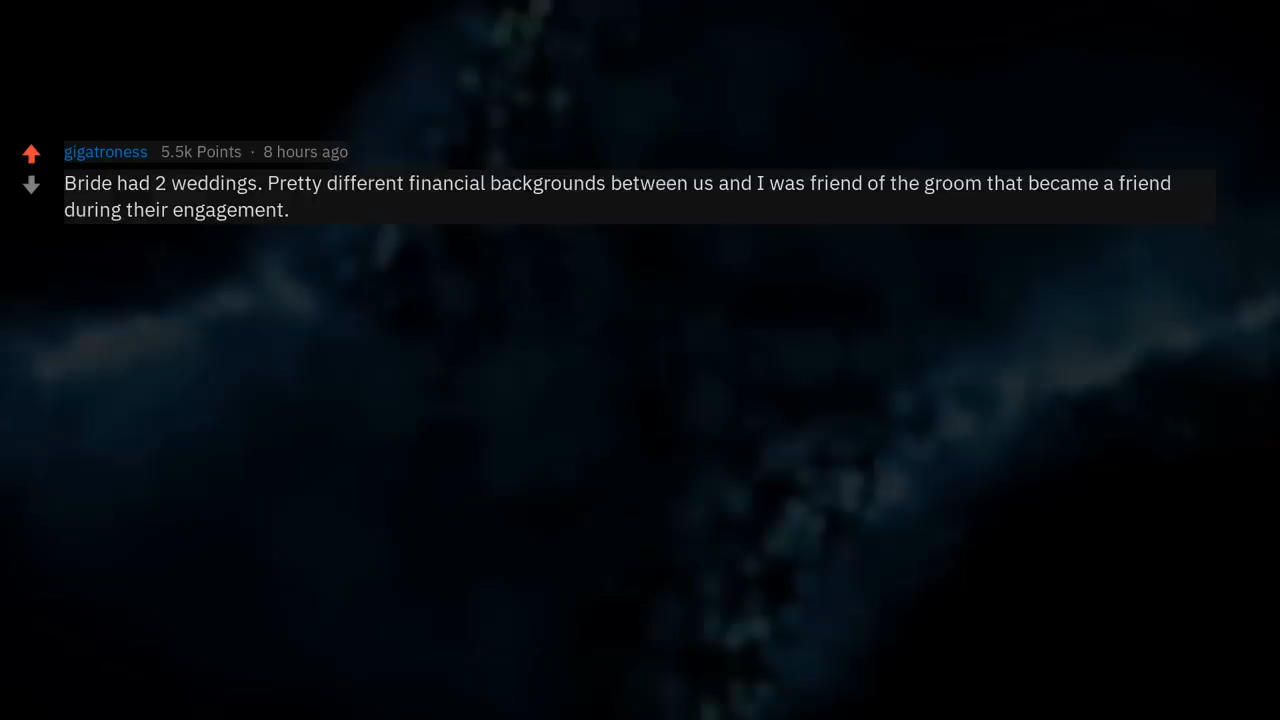 gigatroness 5.5k Points · 8 hours ago
Bride had 2 weddings. Pretty different financial backgrounds between us and I was friend of the groom that became a friend
during their engagement.